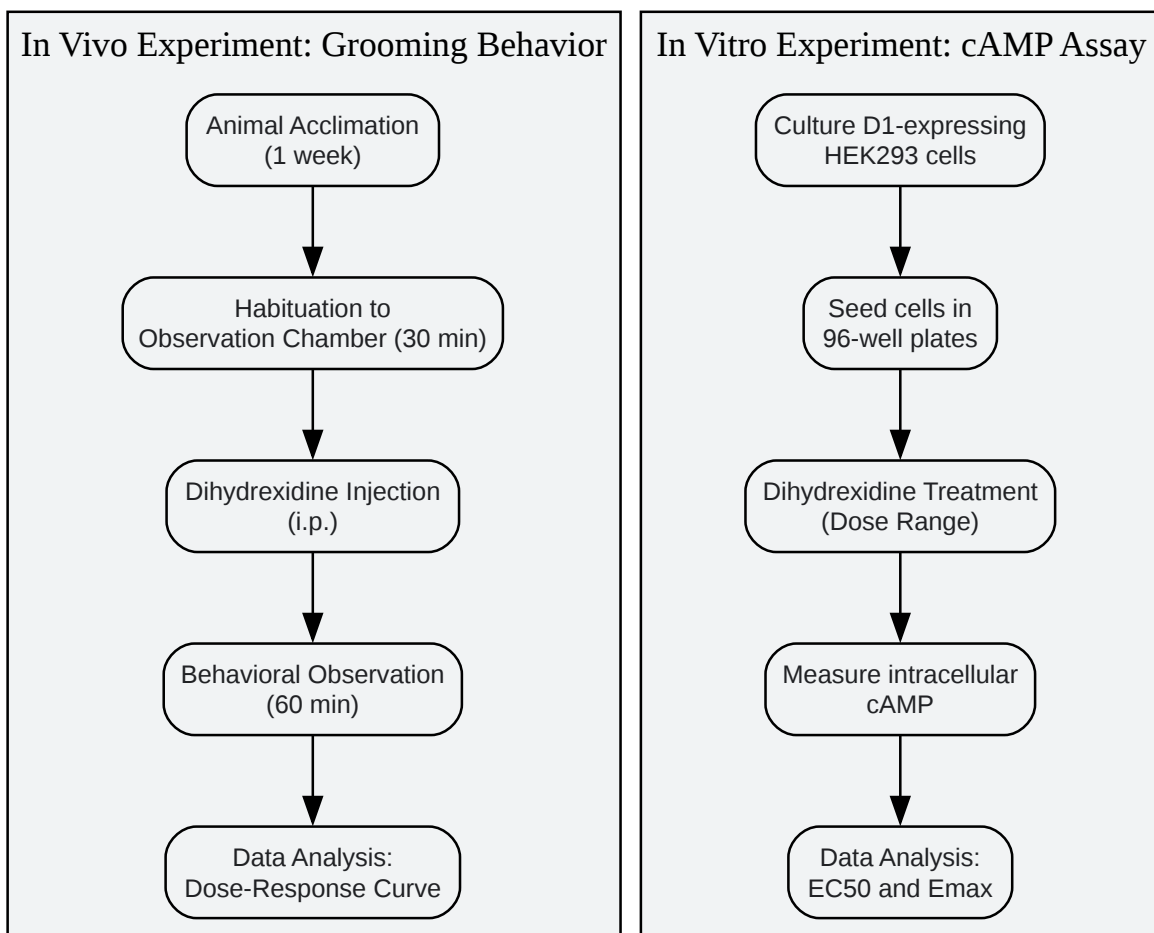 In Vivo Experiment: Grooming Behavior
Animal Acclimation
(1 week)
Habituation to
Observation Chamber (30 min)
Dihydrexidine Injection
(i.p.)
Behavioral Observation
(60 min)
Data Analysis:
Dose-Response Curve
In Vitro Experiment: cAMP Assay
Culture D1-expressing
HEK293 cells
Seed cells in
96-well plates
Dihydrexidine Treatment
(Dose Range)
Measure intracellular
cAMP
Data Analysis:
EC50 and Emax